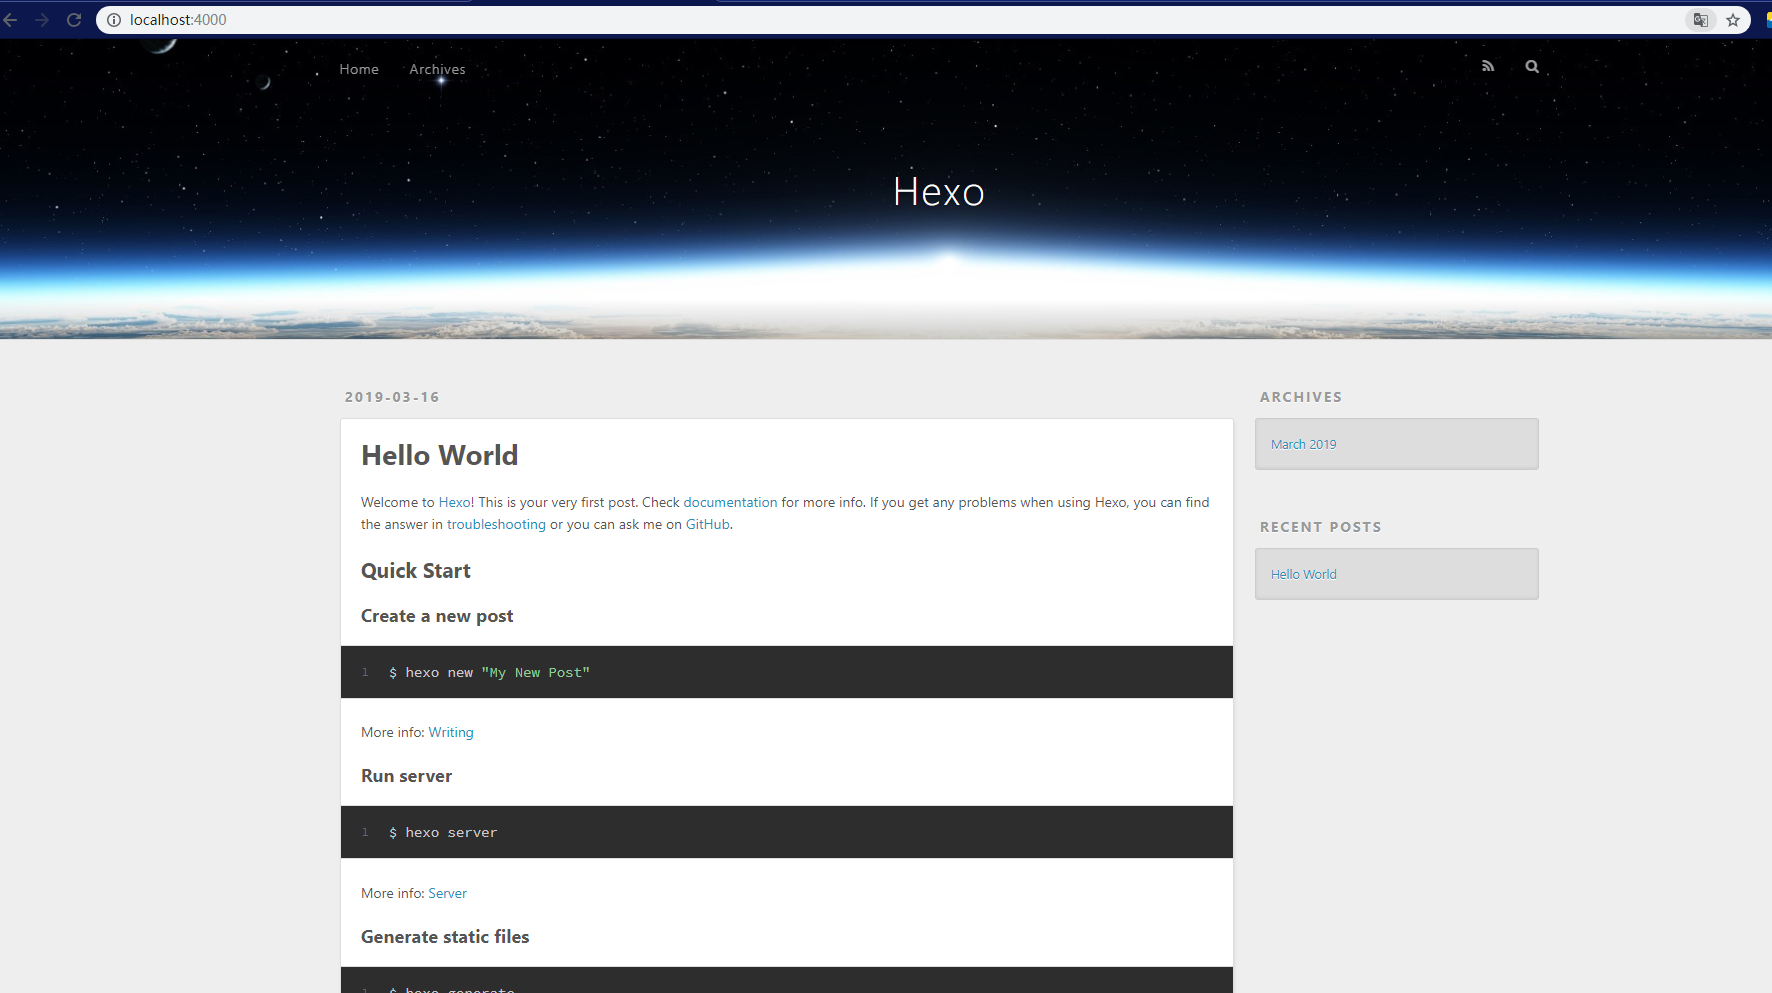 localhost:4000
Home Archives
Hexo
2019-03-16
Hello World
Welcome to Hexo! This is your very first post. Check documentation for more info. If you get any problems when using Hexo, you can find
the answer in troubleshooting or you can ask me on GitHub.
Quick Start
Create a new post
1 $ hexo new "My New Post"
More info: Writing
Run server
1 $ hexo server
More info: Server
Generate static files
1 $ hexo generate
ARCHIVES
March 2019
RECENT POSTS
Hello World